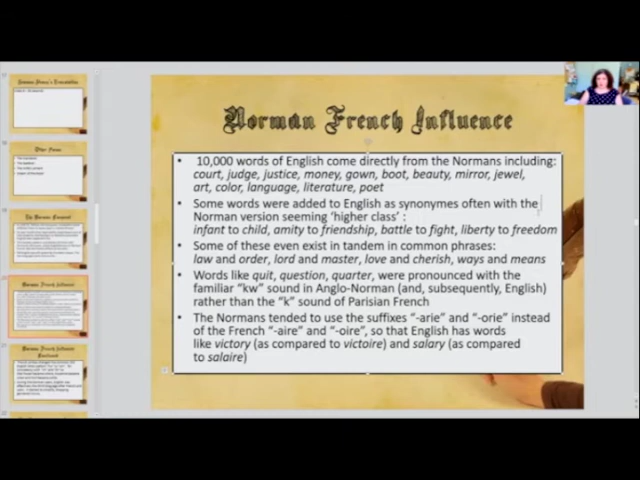 Norman French Influence
• 10,000 words of English come directly from the Normans including:
court, judge, justice, money, gown, boot, beauty, mirror, jewel,
art, color, language, literature, poet
• Some words were added to English as synonymes often with the
Norman version seeming 'higher class' :
infant to child, amity to friendship, battle to fight, liberty to freedom
• Some of these even exist in tandem in common phrases:
law and order, lord and master, love and cherish, ways and means
• Words like quit, question, quarter, were pronounced with the
familiar "kw" sound in Anglo-Norman (and, subsequently, English)
rather than the "k" sound of Parisian French
• The Normans tended to use the suffixes "-arie" and "-orie" instead
of the French "-aire" and "-oire", so that English has words
like victory (as compared to victoire) and salary (as compared
to salaire)